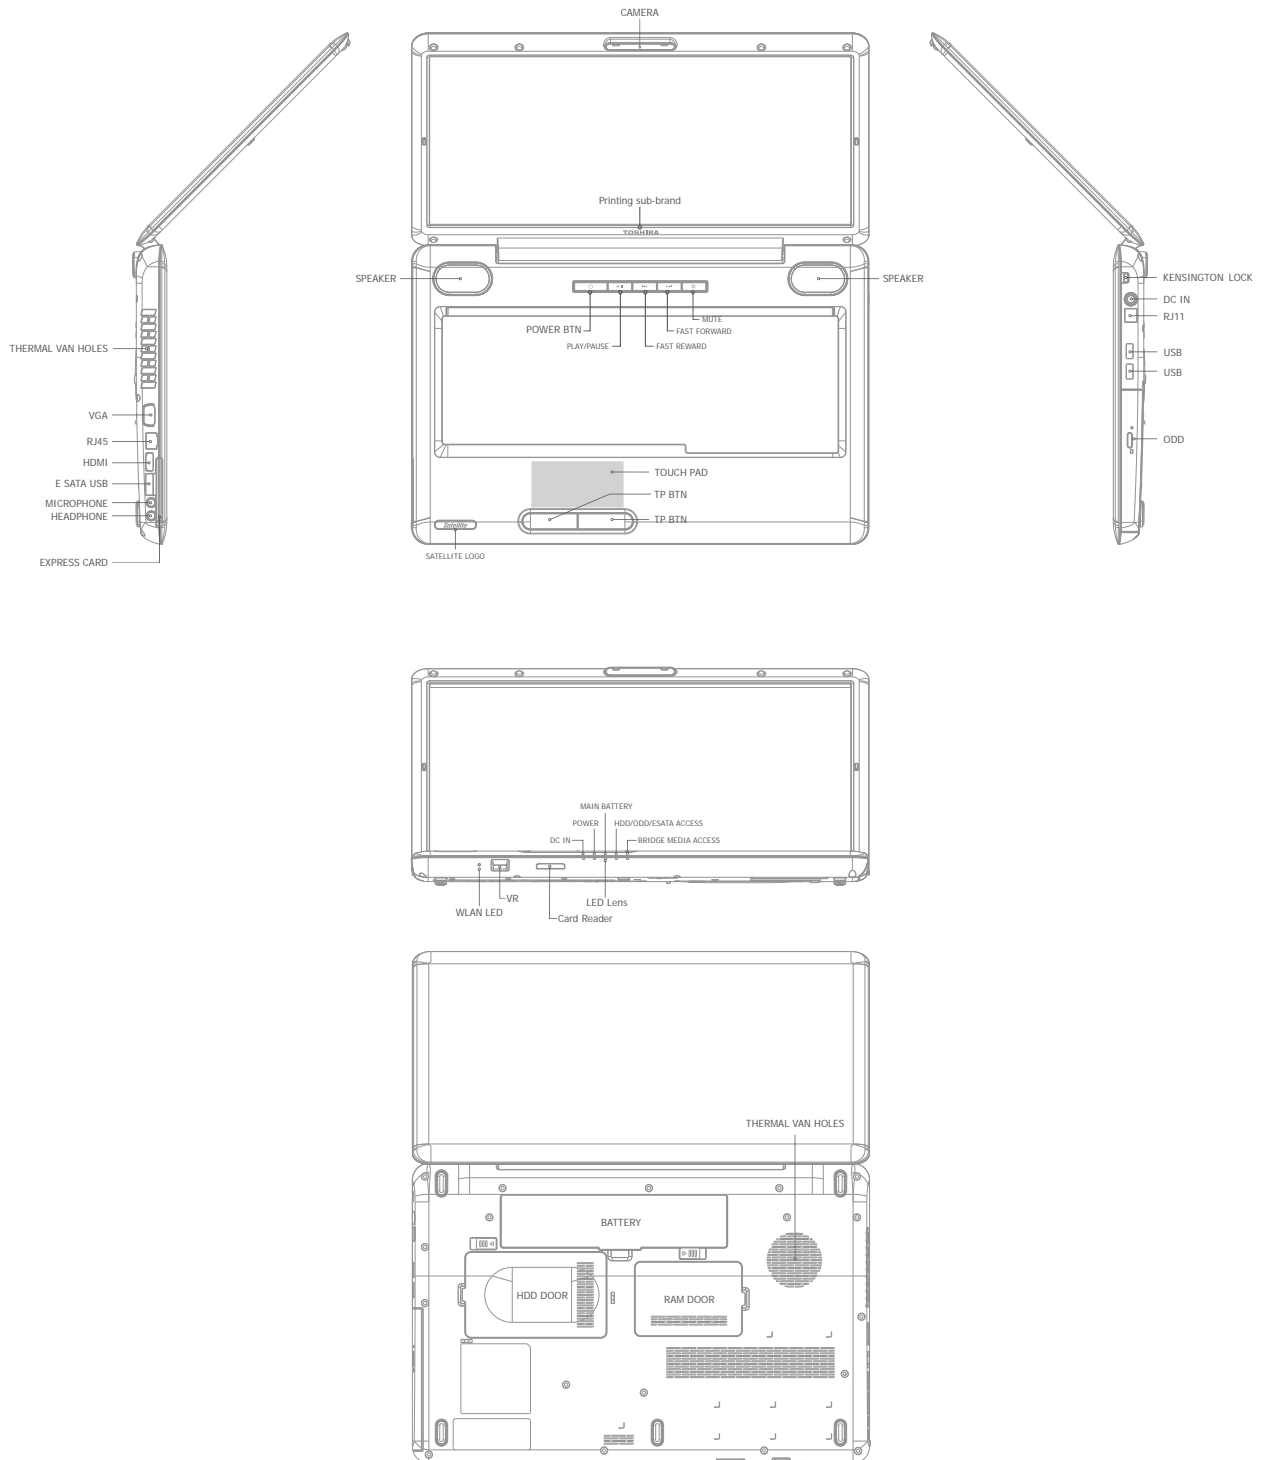 CAMERA
Printing sub-brand
TOSHIBA
SPEAKER
SPEAKER
POWER BTN
PLAY/PAUSE
MUTE
FAST FORWARD
FAST REWARD
THERMAL VAN HOLES
VGA
RJ45
HDMI
E SATA USB
MICROPHONE
HEADPHONE
EXPRESS CARD
TOUCH PAD
TP BTN
TP BTN
Satellite
SATELLITE LOGO
KENSINGTON LOCK
DC IN
RJ11
USB
USB
ODD
MAIN BATTERY
POWER
HDD/ODD/ESATA ACCESS
DC IN
BRIDGE MEDIA ACCESS
WLAN LED
VR
Card Reader
LED Lens
THERMAL VAN HOLES
BATTERY
HDD DOOR
RAM DOOR